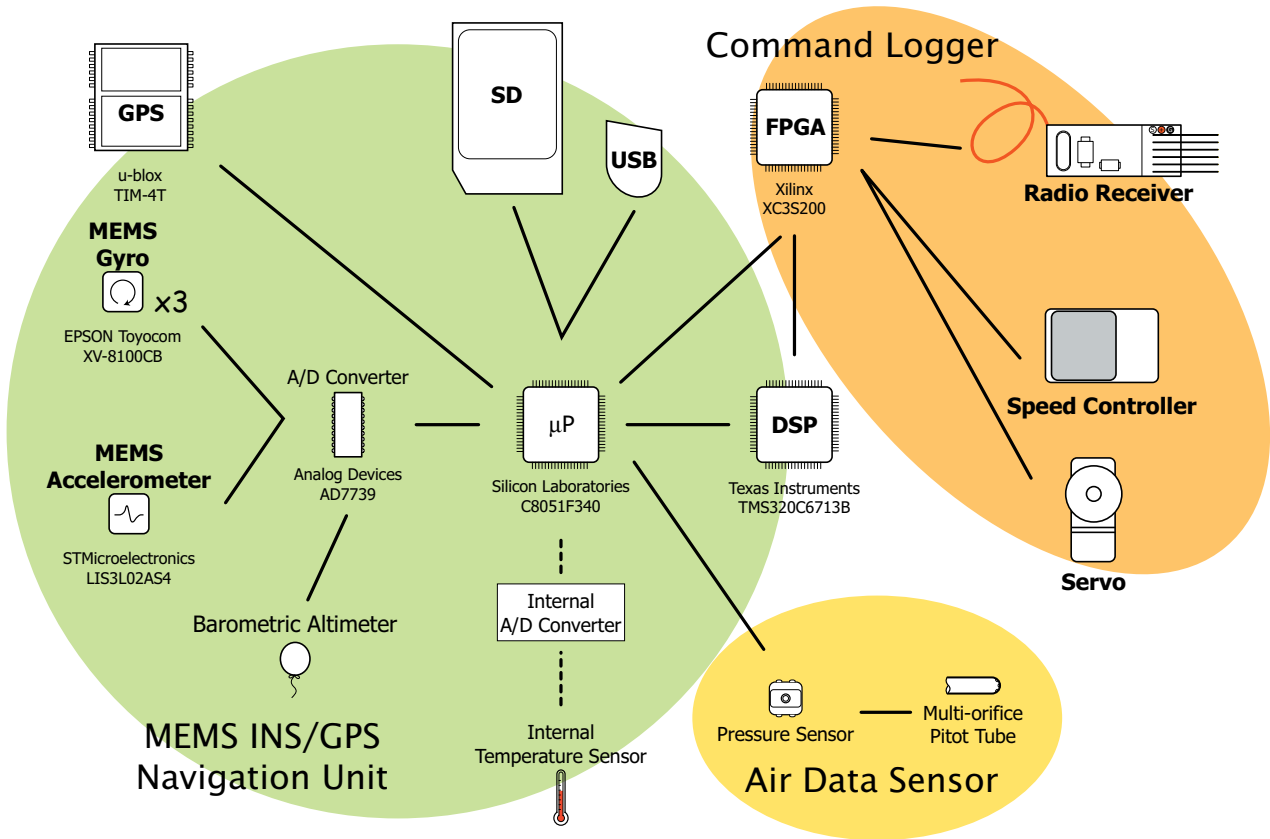 Command Logger
GPS
u-blox
TIM-4T
SD
USB
FPGA
Xilinx
XC3S200
Radio Receiver
MEMS
Gyro
x3
EPSON Toyocom
XV-8100CB
A/D Converter
Analog Devices
AD7739
MEMS
Accelerometer
STMicroelectronics
LIS3L02AS4
μP
Silicon Laboratories
C8051F340
DSP
Texas Instruments
TMS320C6713B
Speed Controller
Servo
Barometric Altimeter
Internal
A/D Converter
Internal
Temperature Sensor
MEMS INS/GPS
Navigation Unit
Pressure Sensor
Multi-orifice
Pitot Tube
Air Data Sensor